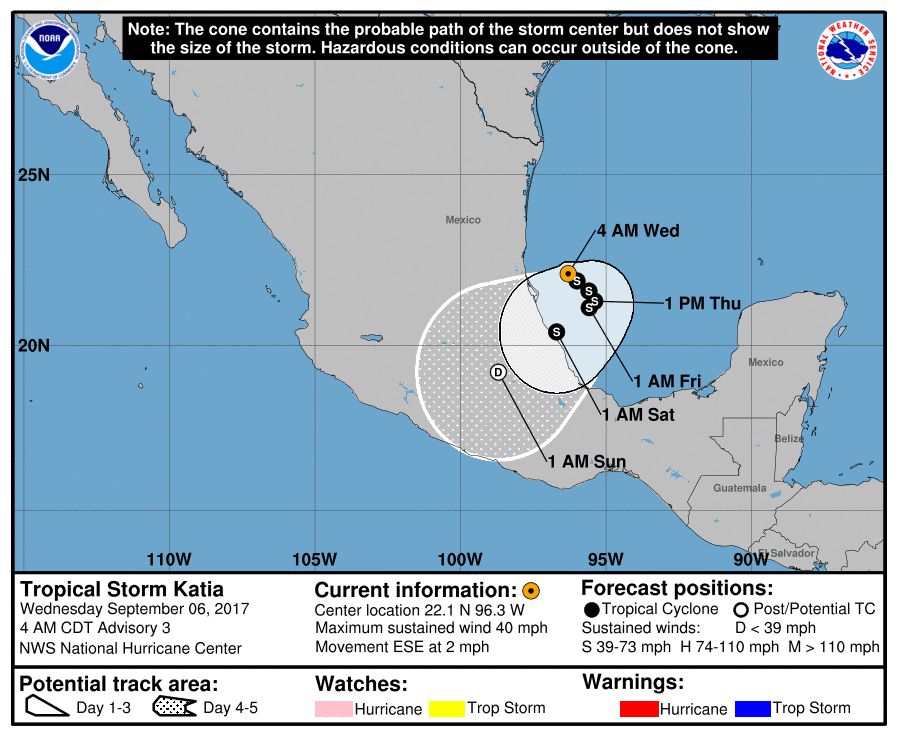 Note: The cone contains the probable path of the storm center but does not show
the size of the storm. Hazardous conditions can occur outside of the cone.
NOAA
NATIONAL WEATHER SERVICE
25N
Mexico
4 AM Wed
S
S
S
S
1 PM Thu
20N
S
Mexico
D
1 AM Fri
1 AM Sat
Belize
1 AM Sun
Guatemala
110W
105W
100W
95W
90W
El Salvador
Tropical Storm Katia
Wednesday September 06, 2017
4 AM CDT Advisory 3
NWS National Hurricane Center
Current information:
Center location 22.1 N 96.3 W
Maximum sustained wind 40 mph
Movement ESE at 2 mph
Forecast positions:
Tropical Cyclone Post/Potential TC
Sustained winds: D < 39 mph
S 39-73 mph H 74-110 mph M > 110 mph
Potential track area:
Day 1-3 Day 4-5
Watches:
Hurricane Trop Storm
Warnings:
Hurricane Trop Storm